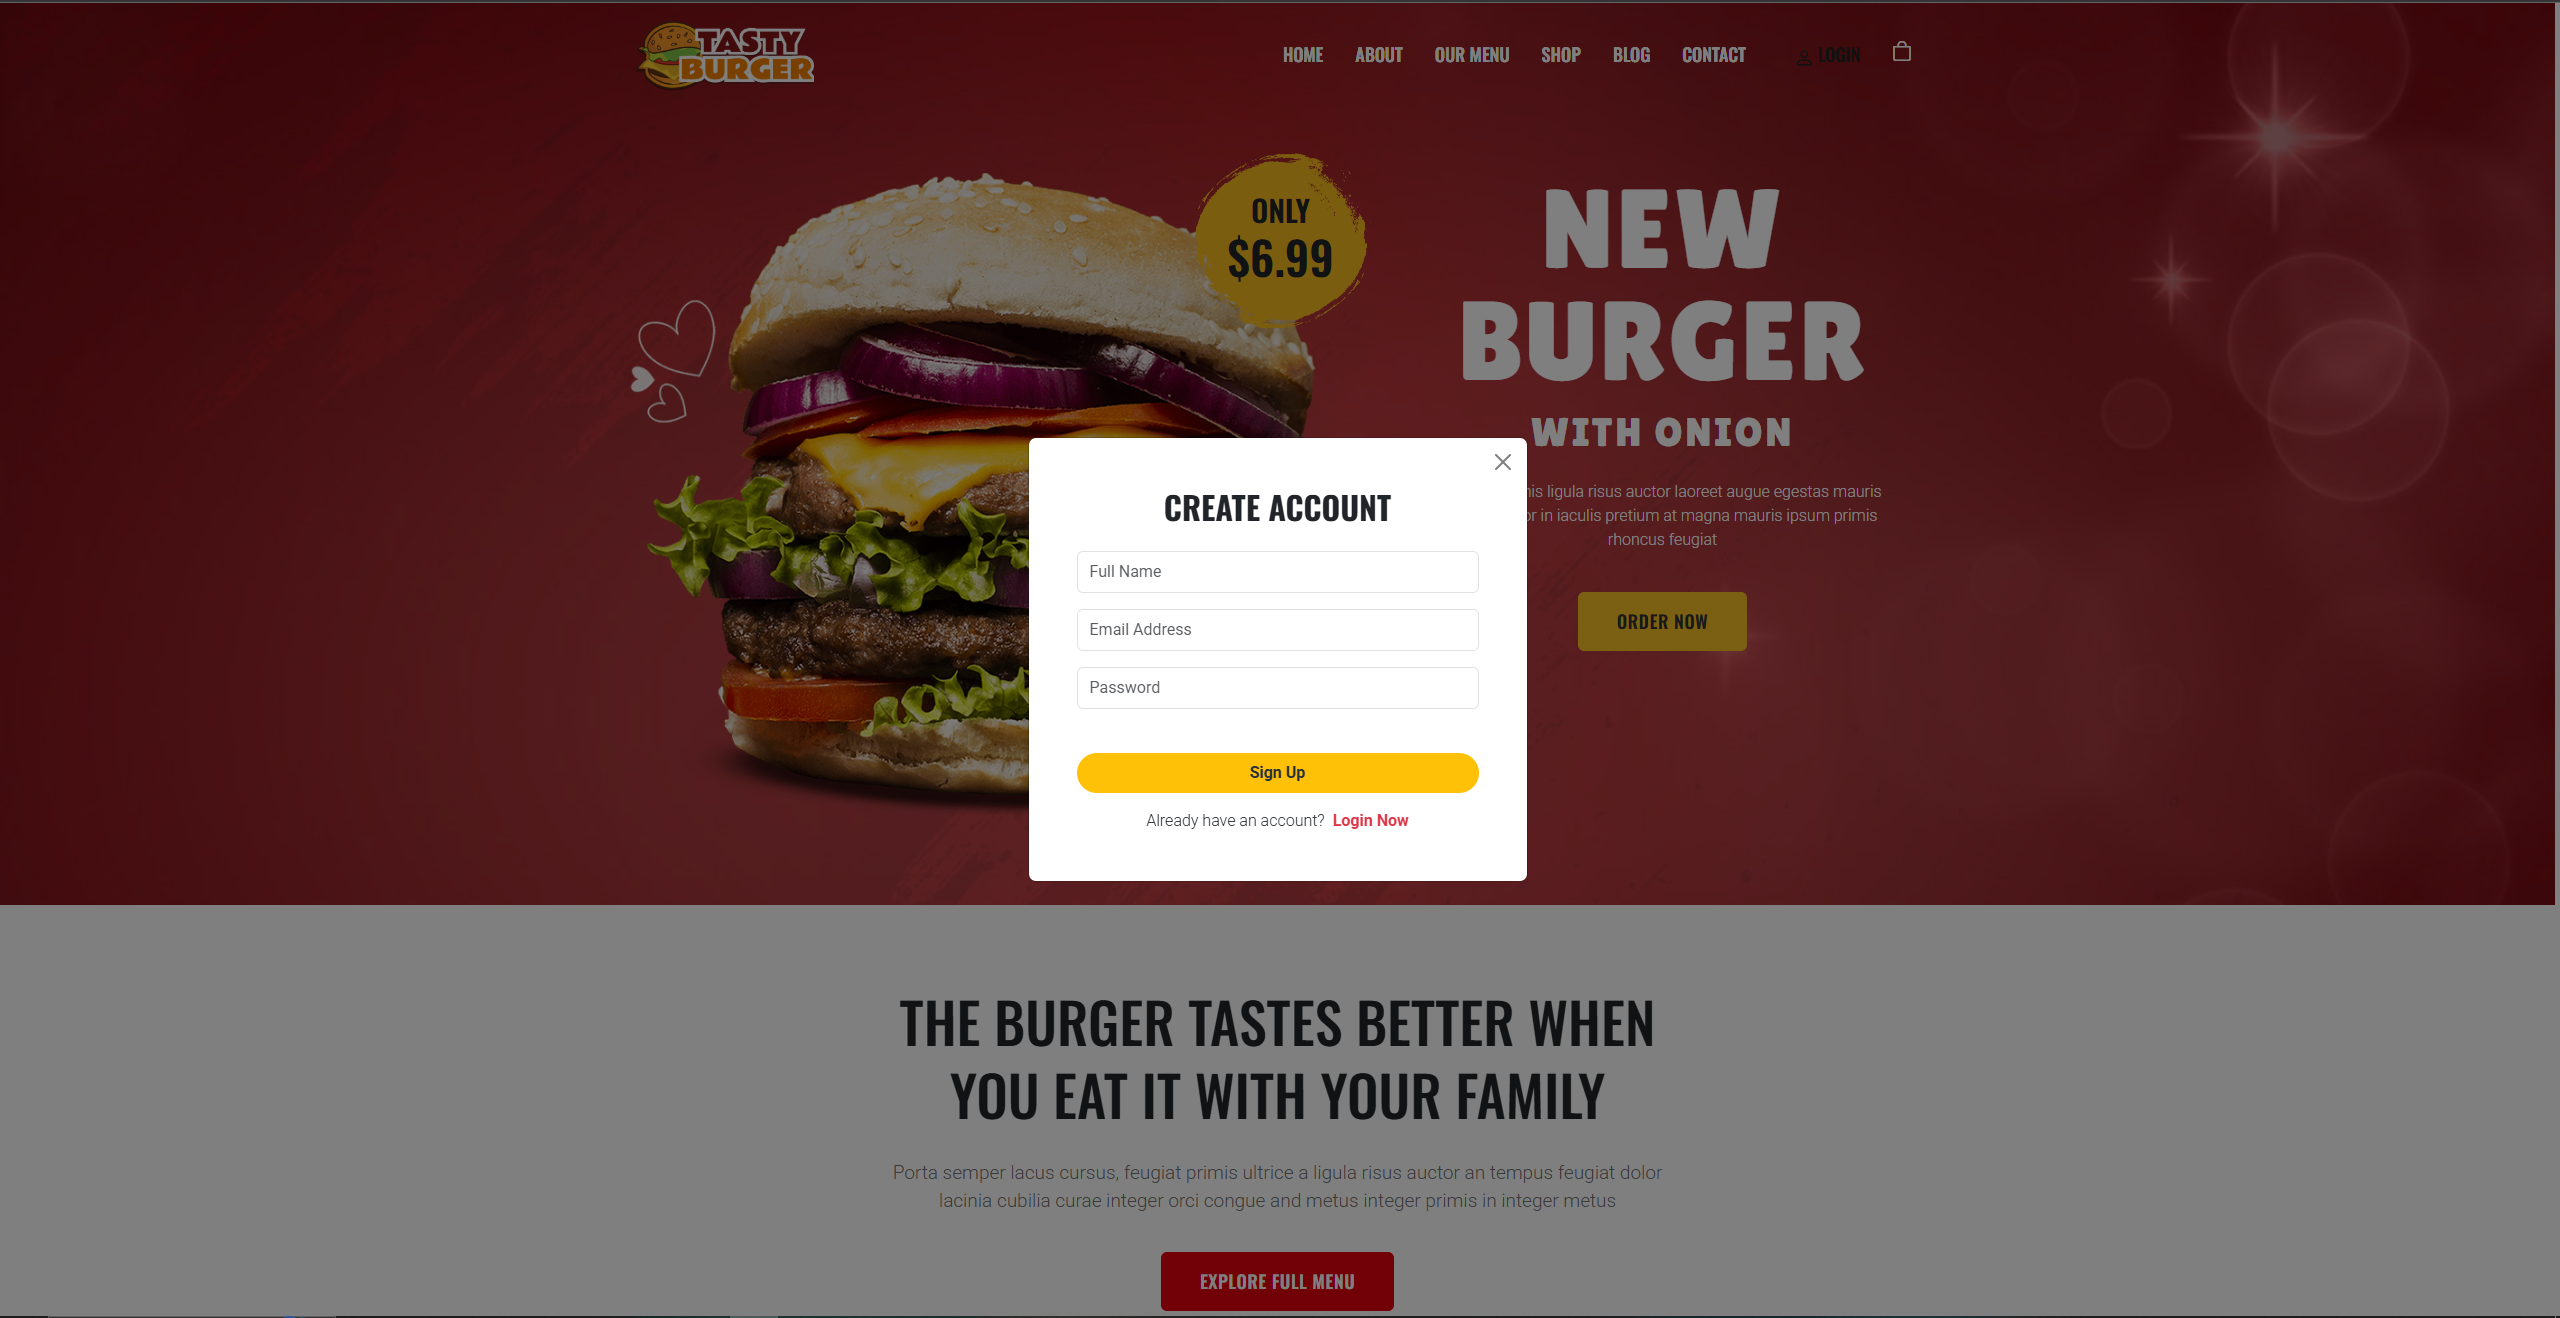 TASTY
BURGER
HOME ABOUT OUR MENU SHOP BLOG CONTACT LOGIN
ONLY
$6.99
NEW
BURGER
WITH ONION
ligula risus auctor laoreet augue egestas mauris
in iaculis pretium at magna mauris ipsum primis
rhoncus feugiat
ORDER NOW
CREATE ACCOUNT
Full Name
Email Address
Password
Sign Up
Already have an account? Login Now
THE BURGER TASTES BETTER WHEN
YOU EAT IT WITH YOUR FAMILY
Porta semper lacus cursus, feugiat primis ultrice a ligula risus auctor an tempus feugiat dolor
lacinia cubilia curae integer orci congue and metus integer primis in integer metus
EXPLORE FULL MENU